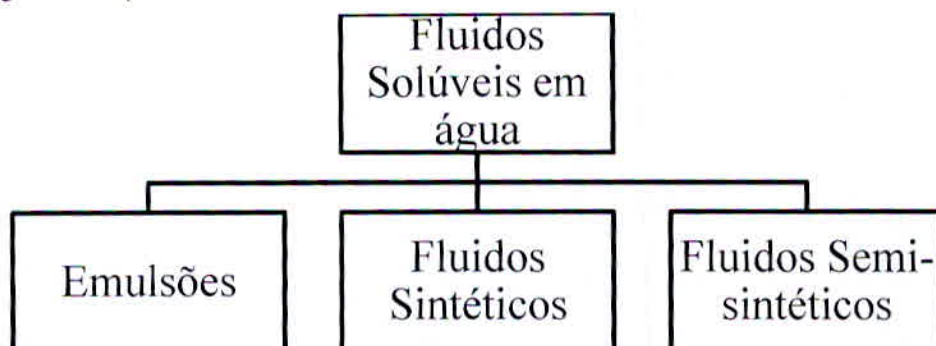 Fluidos
Solúveis em
água
Emulsões
Fluidos
Sintéticos
Fluidos Semi-
sintéticos